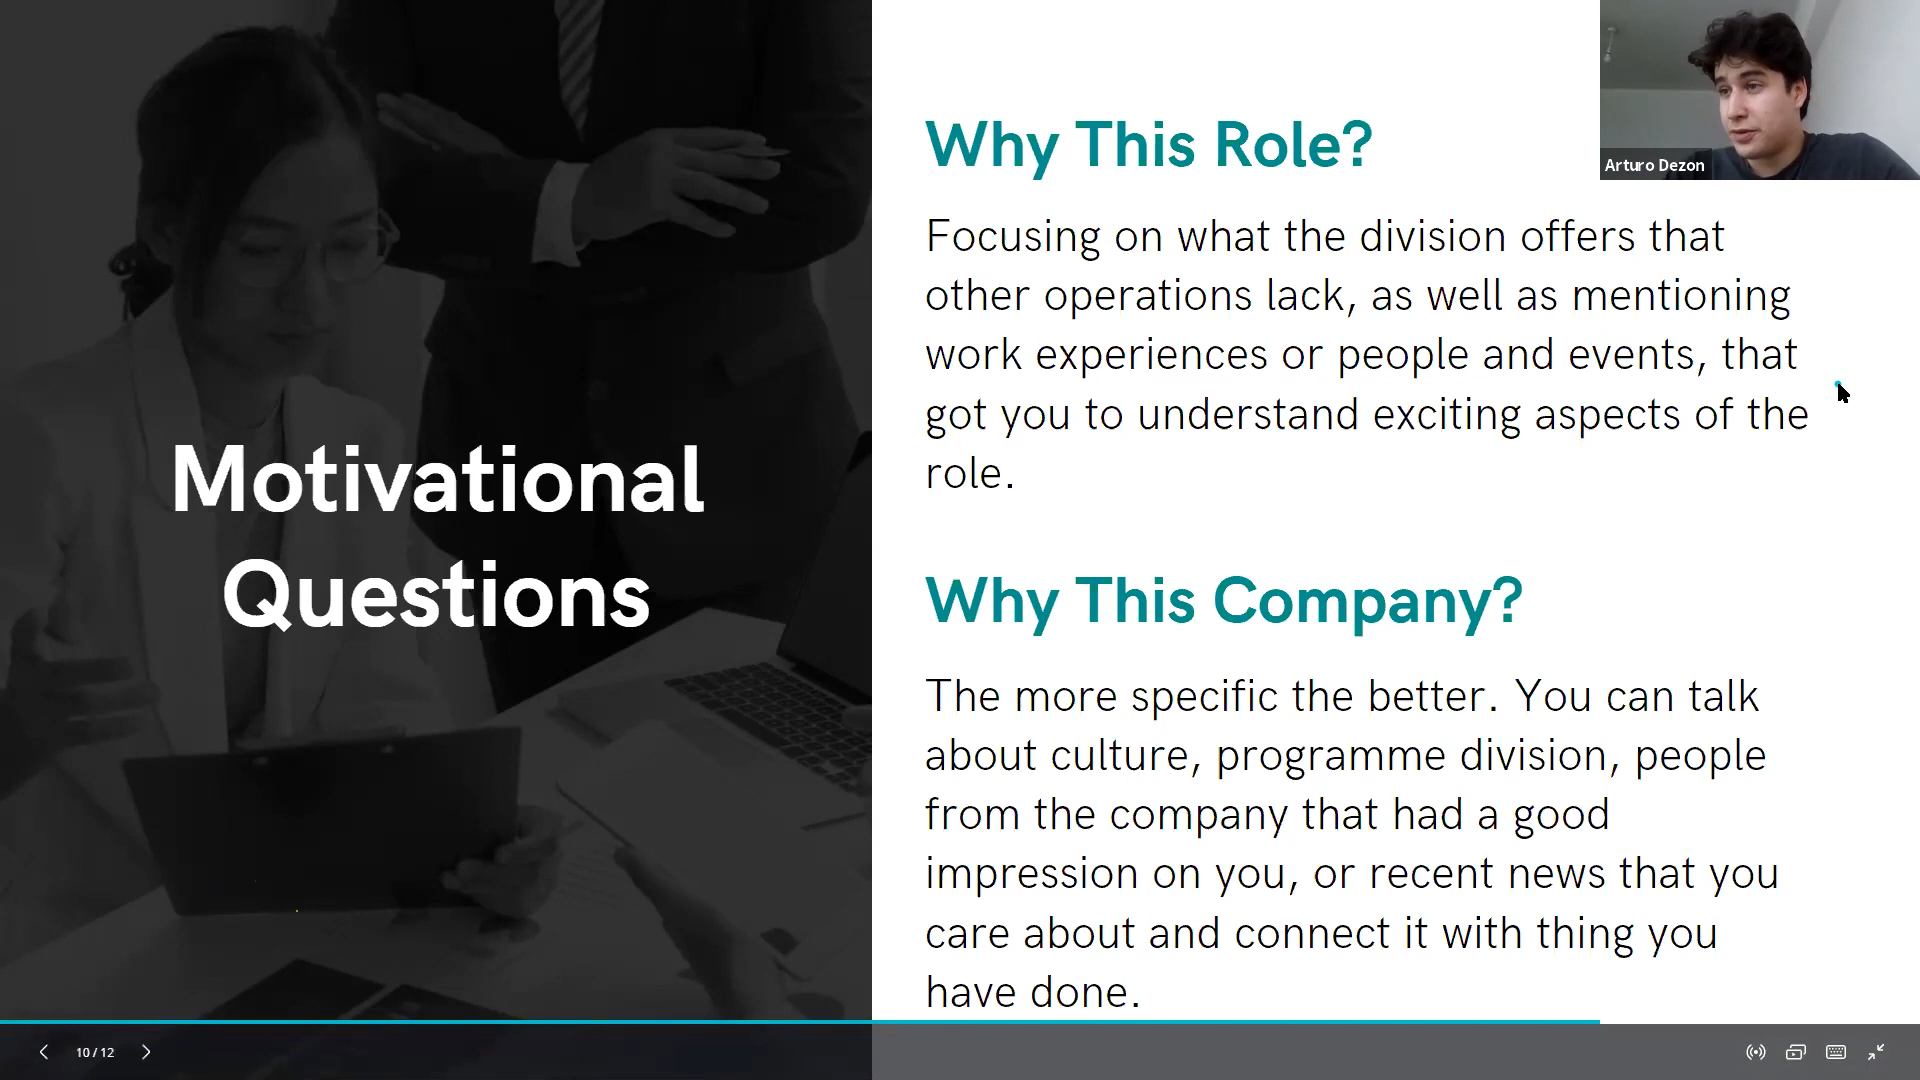 Motivational
Questions
Why This Role?
Focusing on what the division offers that
other operations lack, as well as mentioning
work experiences or people and events, that
got you to understand exciting aspects of the
role.
Why This Company?
The more specific the better. You can talk
about culture, programme division, people
from the company that had a good
impression on you, or recent news that you
care about and connect it with thing you
have done.
Arturo Dezon
10 / 12